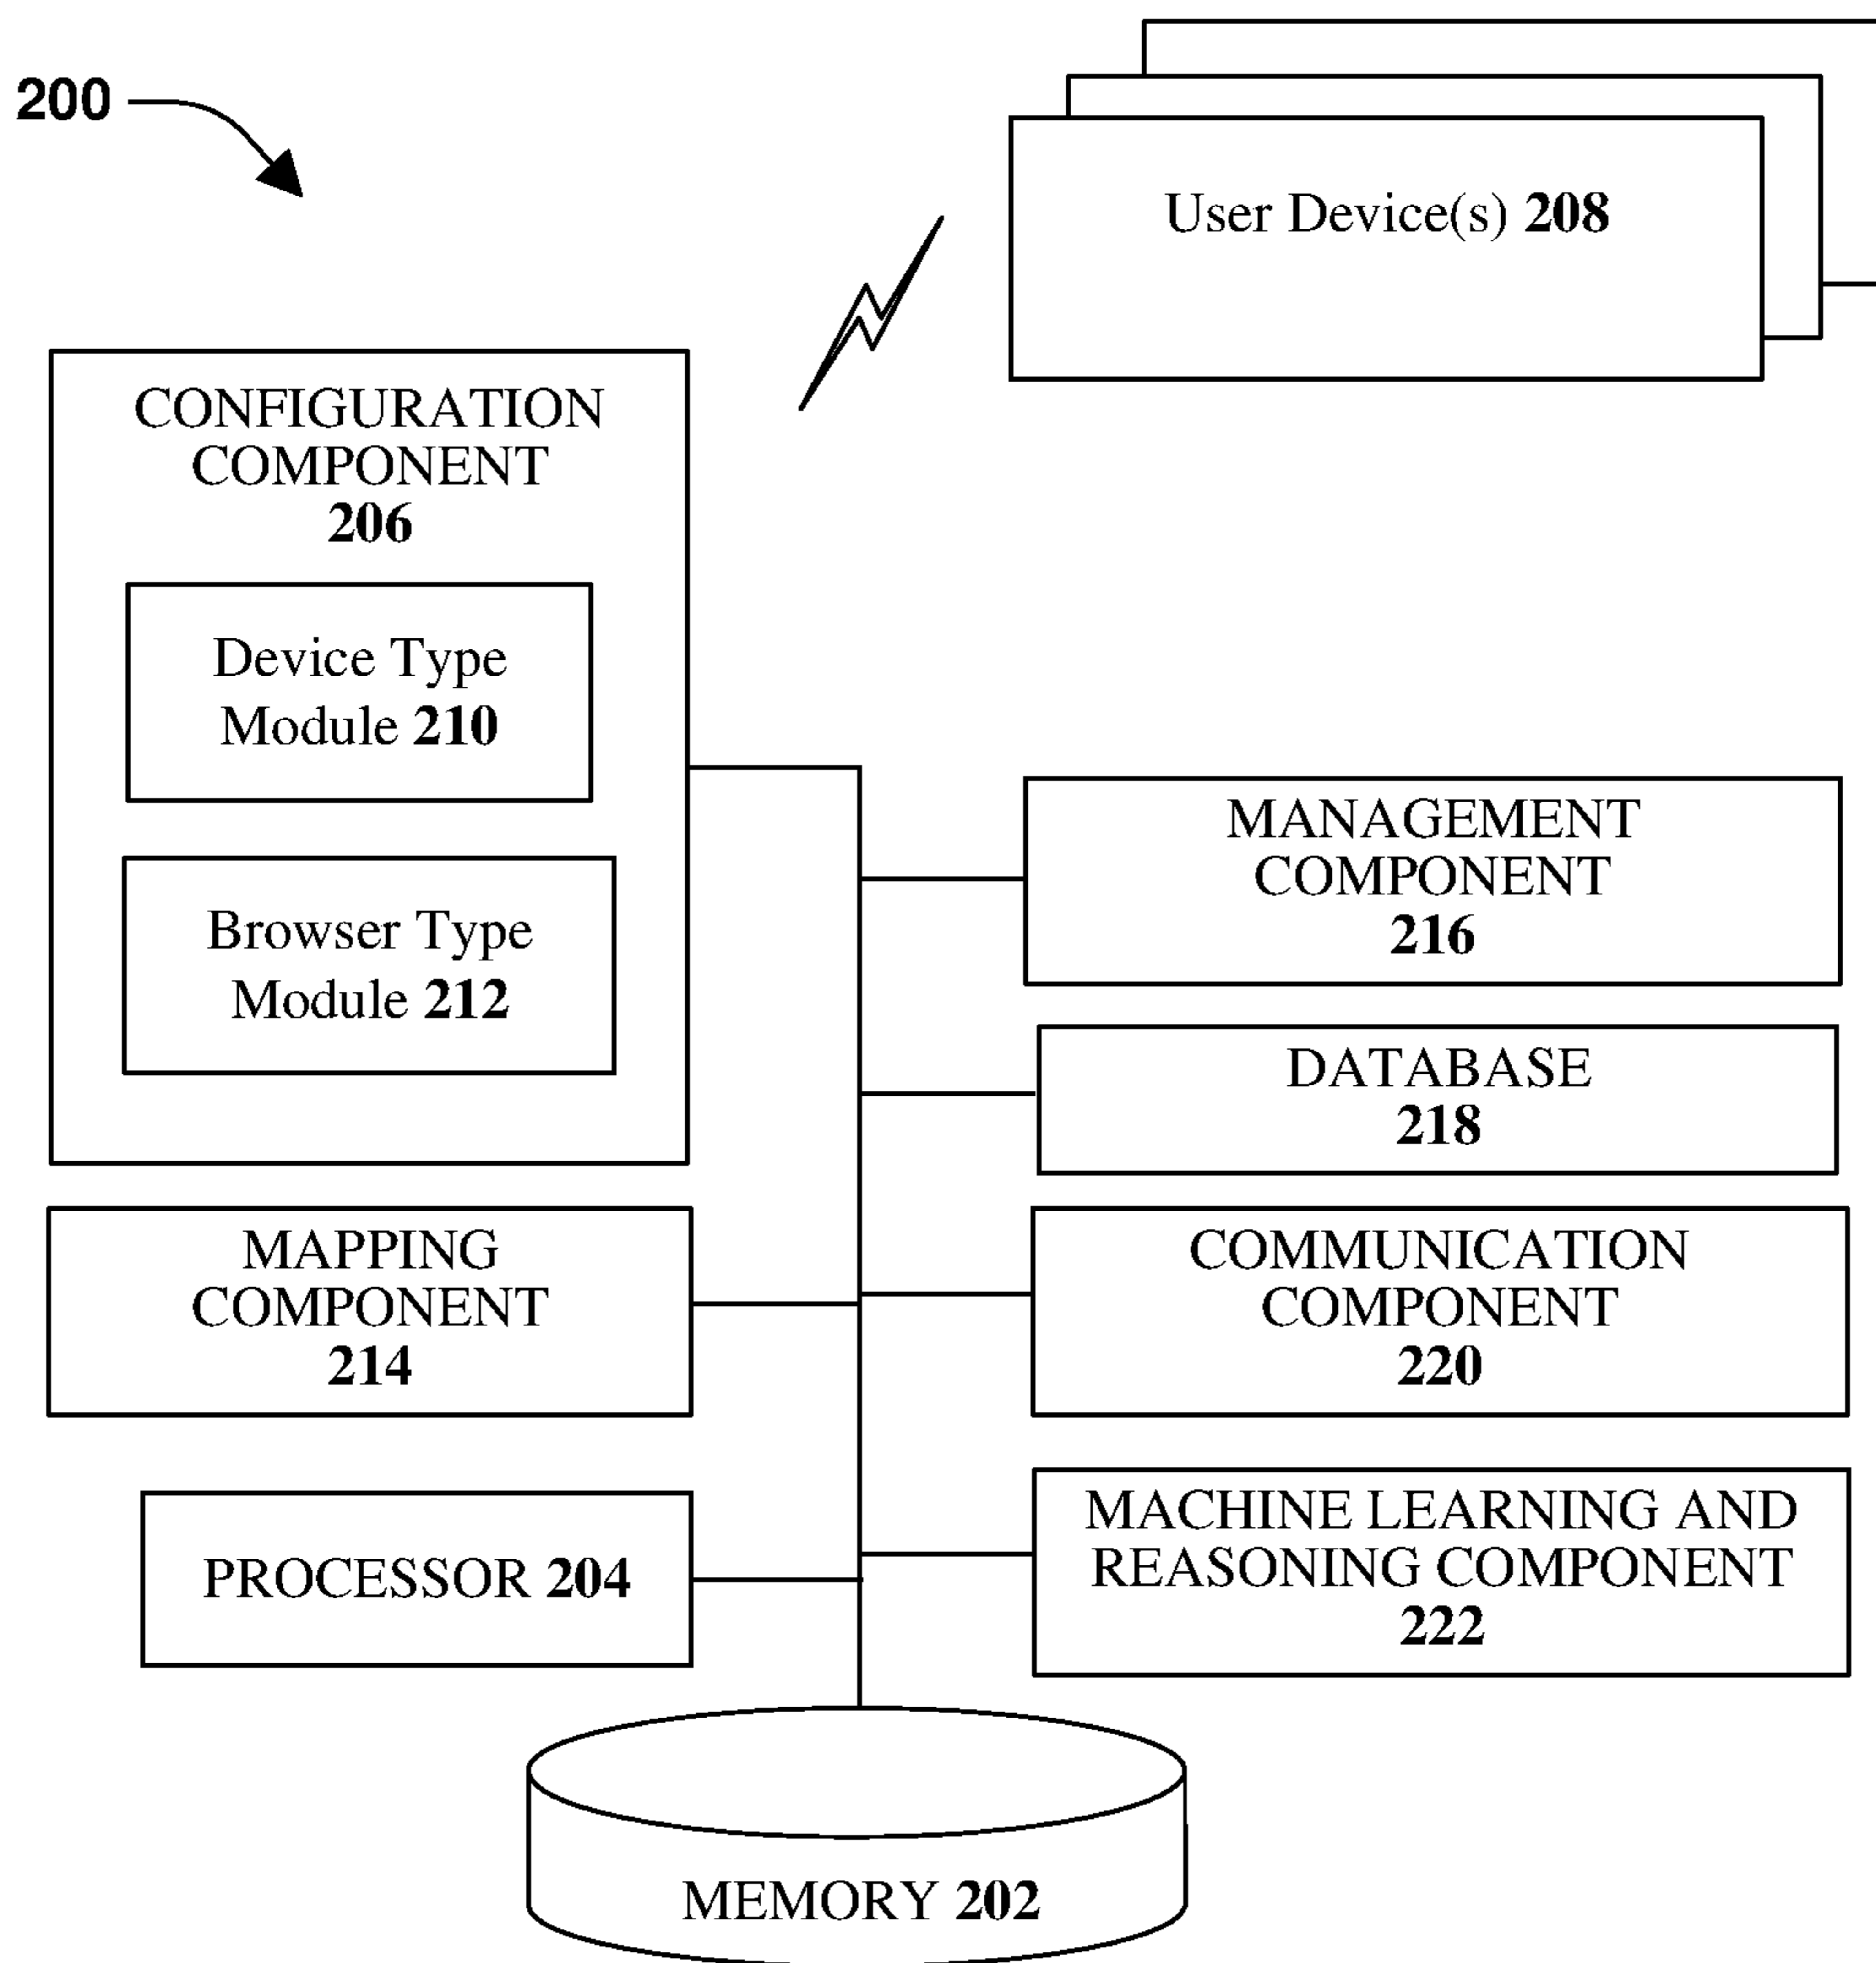 200
User Device(s) 208
CONFIGURATION
COMPONENT
206
Device Type
Module 210
Browser Type
Module 212
MANAGEMENT
COMPONENT
216
DATABASE
218
MAPPING
COMPONENT
214
COMMUNICATION
COMPONENT
220
PROCESSOR 204
MACHINE LEARNING AND
REASONING COMPONENT
222
MEMORY 202